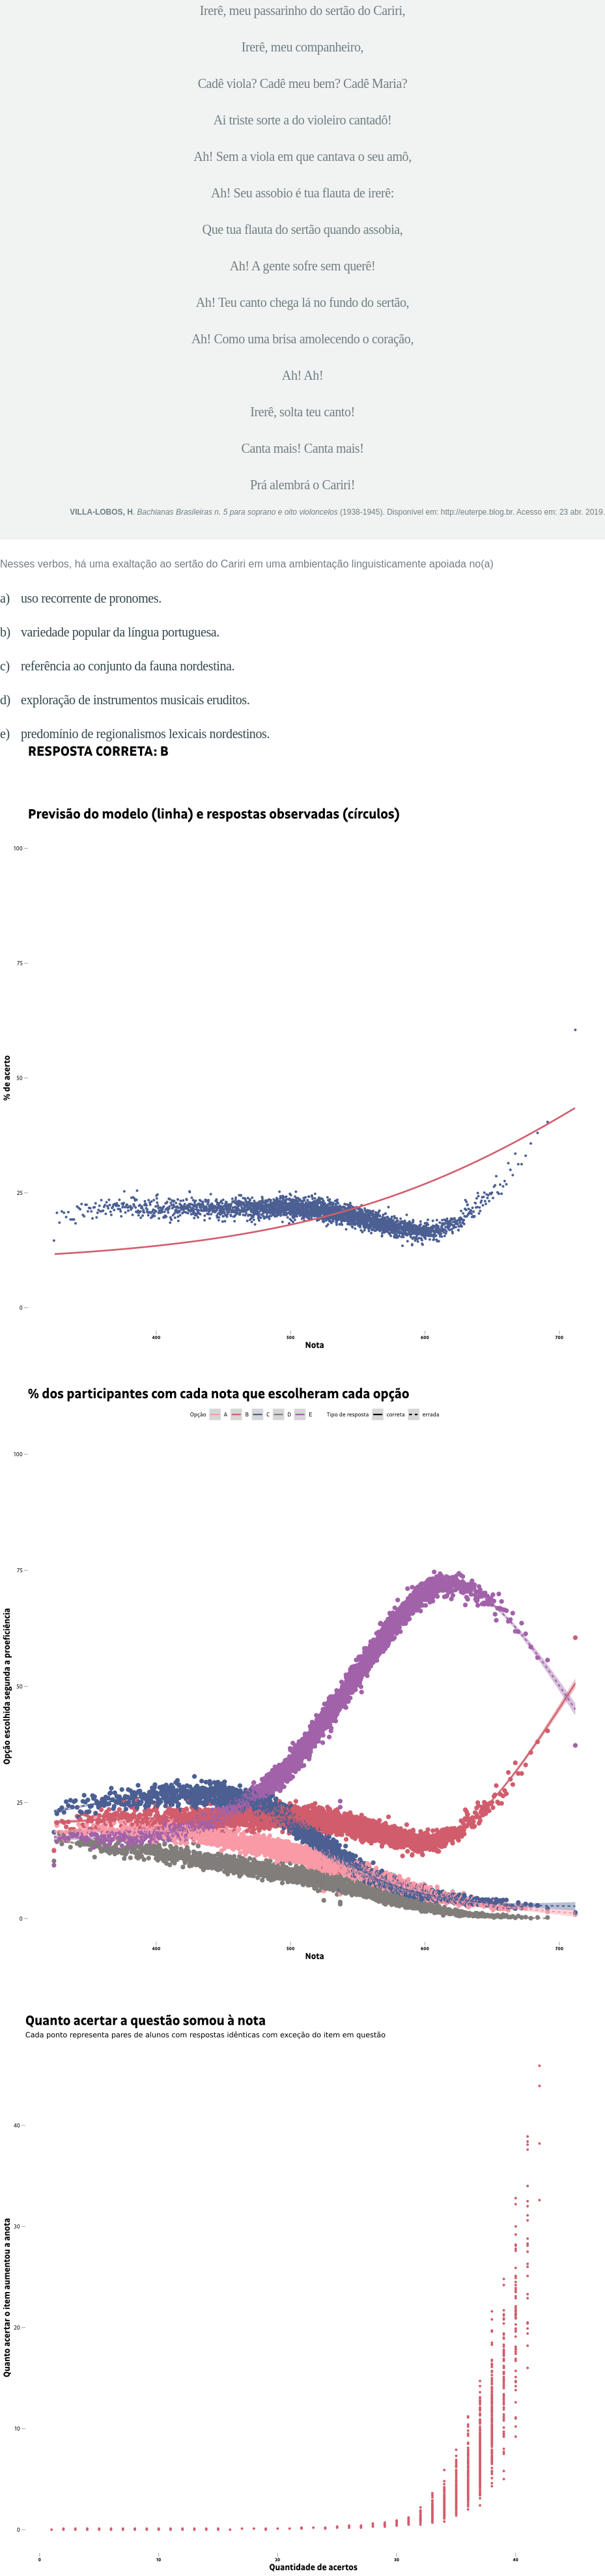 Irerê, meu passarinho do sertão do Cariri,
Irerê, meu companheiro,
Cadê viola? Cadê meu bem? Cadê Maria?
Ai triste sorte a do violeiro cantadô!
Ah! Sem a viola em que cantava o seu amô,
Ah! Seu assobio é tua flauta de irerê:
Que tua flauta do sertão quando assobia,
Ah! A gente sofre sem querê!
Ah! Teu canto chega lá no fundo do sertão,
Ah! Como uma brisa amolecendo o coração,
Ah! Ah!
Irerê, solta teu canto!
Canta mais! Canta mais!
Prá alembrá o Cariri!
VILLA-LOBOS, H. Bachianas Brasileiras n. 5 para soprano e oito violoncelos (1938-1945). Disponível em: http://euterpe.blog.br. Acesso em: 23 abr. 2019.
Nesses verbos, há uma exaltação ao sertão do Cariri em uma ambientação linguisticamente apoiada no(a)
a) uso recorrente de pronomes.
b) variedade popular da língua portuguesa.
c) referência ao conjunto da fauna nordestina.
d) exploração de instrumentos musicais eruditos.
e) predomínio de regionalismos lexicais nordestinos.
RESPOSTA CORRETA: B
Previsão do modelo (linha) e respostas observadas (círculos)
100
75
% de acerto
50
25
0
400 500 600 700
Nota
% dos participantes com cada nota que escolheram cada opção
Opção A B C D E Tipo de resposta correta errada
100
75
Opção escolhida segunda a proeficiência
50
25
0
400 500 600 700
Nota
Quanto acertar a questão somou à nota
Cada ponto representa pares de alunos com respostas idênticas com exceção do item em questão
40
30
Quanto acertar o item aumentou a anota
20
10
0
0 10 20 30 40
Quantidade de acertos